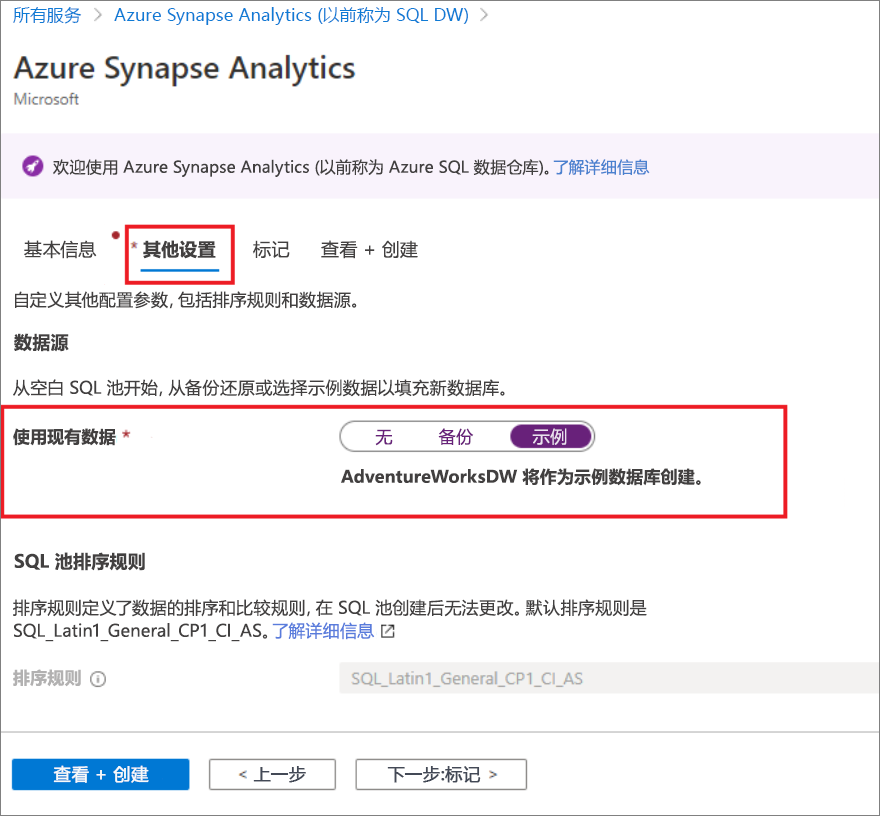 所有服务 > Azure Synapse Analytics (以前称为 SQL DW) >
Azure Synapse Analytics
Microsoft
欢迎使用 Azure Synapse Analytics (以前称为 Azure SQL 数据仓库)。了解详细信息
基本信息 * 其他设置 标记 查看 + 创建
自定义其他配置参数, 包括排序规则和数据源。
数据源
从空白 SQL 池开始, 从备份还原或选择示例数据以填充新数据库。
使用现有数据 * 无 备份 示例
AdventureWorksDW 将作为示例数据库创建。
SQL 池排序规则
排序规则定义了数据的排序和比较规则, 在 SQL 池创建后无法更改。默认排序规则是
SQL_Latin1_General_CP1_CI_AS。了解详细信息
排序规则 SQL_Latin1_General_CP1_CI_AS
查看 + 创建 < 上一步 下一步:标记 >